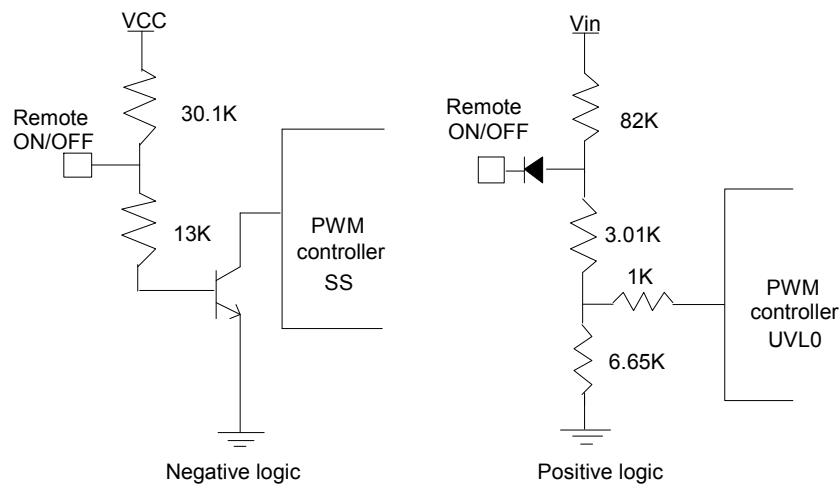 VCC
30.1K
Remote
ON/OFF
13K
PWM
controller
SS
Negative logic
Vin
82K
Remote
ON/OFF
3.01K
1K
PWM
controller
UVL0
6.65K
Positive logic